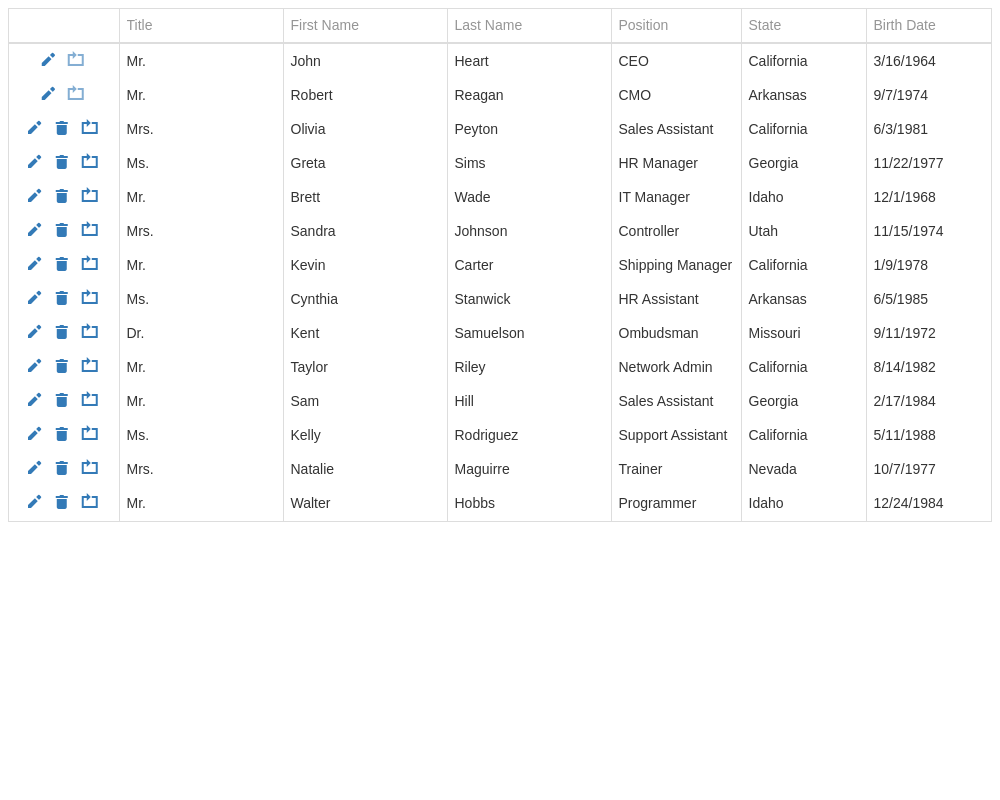 Title First Name Last Name Position State Birth Date
Mr. John Heart CEO California 3/16/1964
Mr. Robert Reagan CMO Arkansas 9/7/1974
Mrs. Olivia Peyton Sales Assistant California 6/3/1981
Ms. Greta Sims HR Manager Georgia 11/22/1977
Mr. Brett Wade IT Manager Idaho 12/1/1968
Mrs. Sandra Johnson Controller Utah 11/15/1974
Mr. Kevin Carter Shipping Manager California 1/9/1978
Ms. Cynthia Stanwick HR Assistant Arkansas 6/5/1985
Dr. Kent Samuelson Ombudsman Missouri 9/11/1972
Mr. Taylor Riley Network Admin California 8/14/1982
Mr. Sam Hill Sales Assistant Georgia 2/17/1984
Ms. Kelly Rodriguez Support Assistant California 5/11/1988
Mrs. Natalie Maguirre Trainer Nevada 10/7/1977
Mr. Walter Hobbs Programmer Idaho 12/24/1984